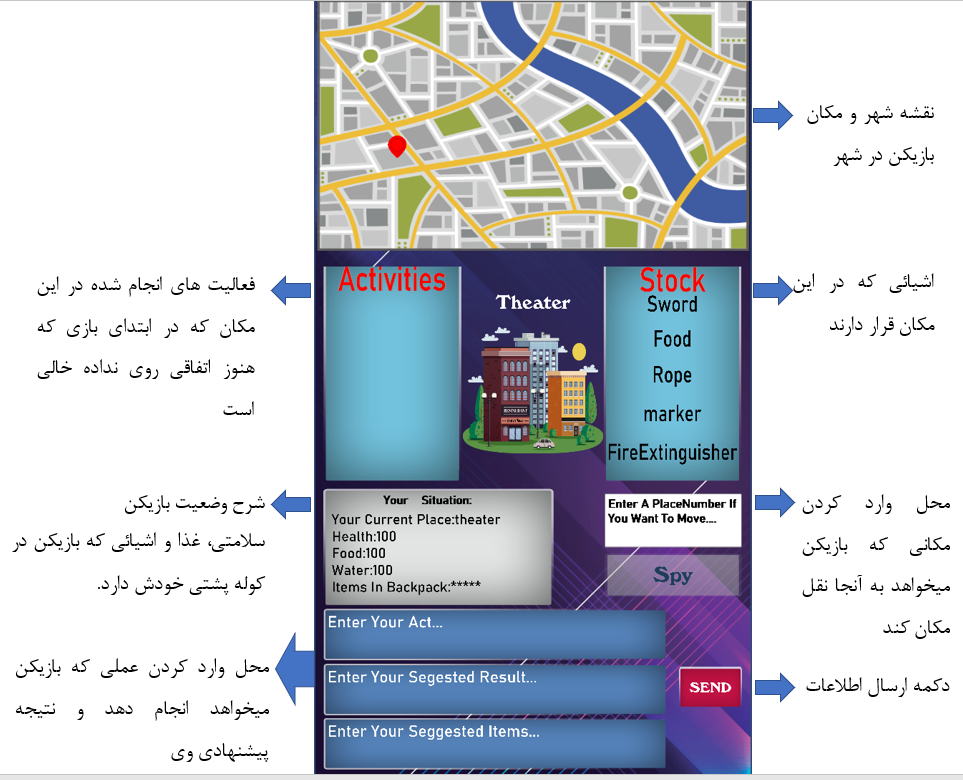 نقشه شهر و مکان
بازیکن در شهر
فعالیت های انجام شده در این
مکان که در ابتدای بازی که
هنوز اتفاقی روی نداده خالی
است
Activities
Theater
Stock
Sword
Food
Rope
marker
FireExtinguisher
RESTAURANT
اشیائی که در این
مکان قرار دارند
شرح وضعیت بازیکن
سلامتی، غذا و اشیائی که بازیکن در
کوله پشتی خودش دارد.
Your Situation:
Your Current Place:theater
Health:100
Food:100
Water:100
Items In Backpack:*****
Enter A PlaceNumber If
You Want To Move....
Spy
محل وارد کردن
مکانی که بازیکن
میخواهد به آنجا نقل
مکان کند
محل وارد کردن عملی که بازیکن
میخواهد انجام دهد و نتیجه
پیشنهادی وی
Enter Your Act...
Enter Your Segested Result...
Enter Your Seggested Items...
SEND
دکمه ارسال اطلاعات